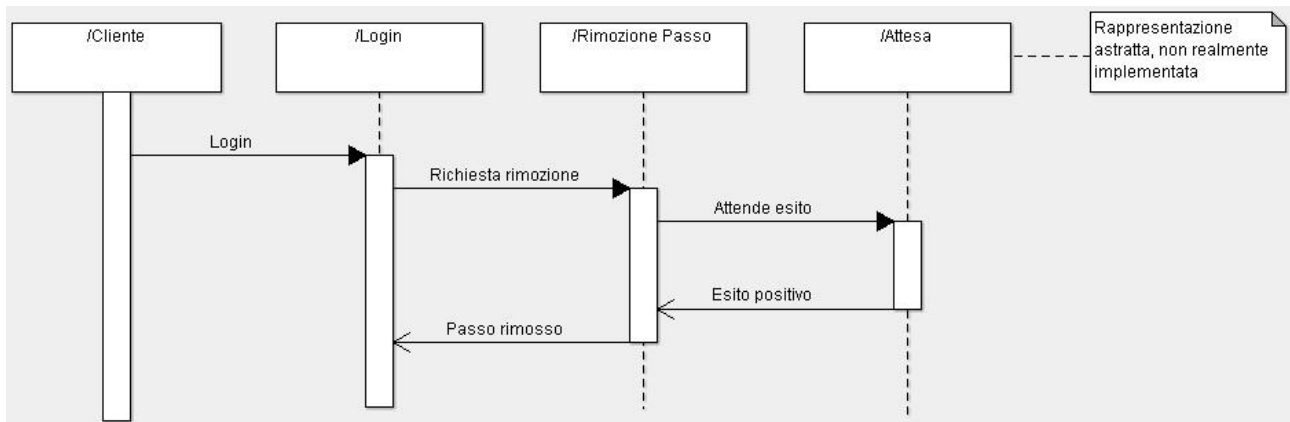 /Cliente
/Login
/Rimozione Passo
/Attesa
Rappresentazione
astratta, non realmente
implementata
Login
Richiesta rimozione
Attende esito
Esito positivo
Passo rimosso